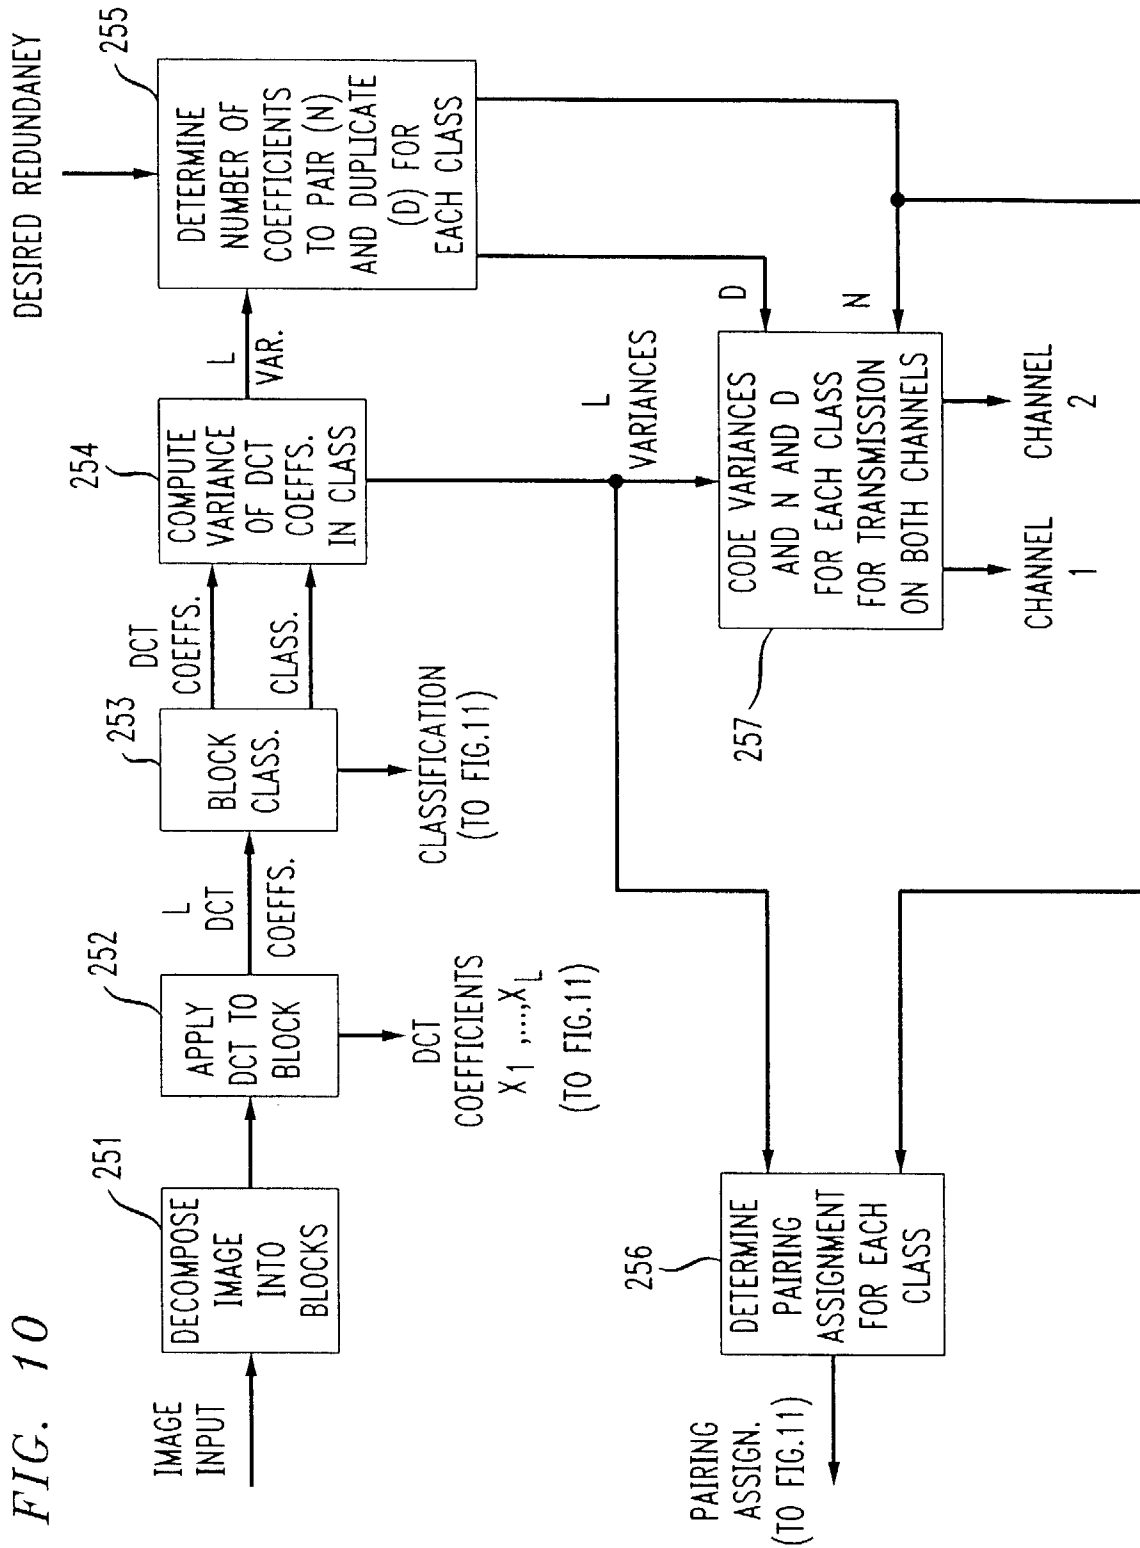 FIG. 10
IMAGE
INPUT
251
DECOMPOSE
IMAGE
INTO
BLOCKS
252
APPLY
DCT TO
BLOCK
DCT
COEFFICIENTS
X1 ,...,XL
(TO FIG.11)
L
DCT
COEFFS.
253
BLOCK
CLASS.
CLASSIFICATION
(TO FIG.11)
DCT
COEFFS.
CLASS.
254
COMPUTE
VARIANCE
OF DCT
COEFFS.
IN CLASS
L
VAR.
DESIRED REDUNDANEY
255
DETERMINE
NUMBER OF
COEFFICIENTS
TO PAIR (N)
AND DUPLICATE
(D) FOR
EACH CLASS
L
VARIANCES
D
N
257
CODE VARIANCES
AND N AND D
FOR EACH CLASS
FOR TRANSMISSION
ON BOTH CHANNELS
CHANNEL
1
CHANNEL
2
256
DETERMINE
PAIRING
ASSIGNMENT
FOR EACH
CLASS
PAIRING
ASSIGN.
(TO FIG.11)